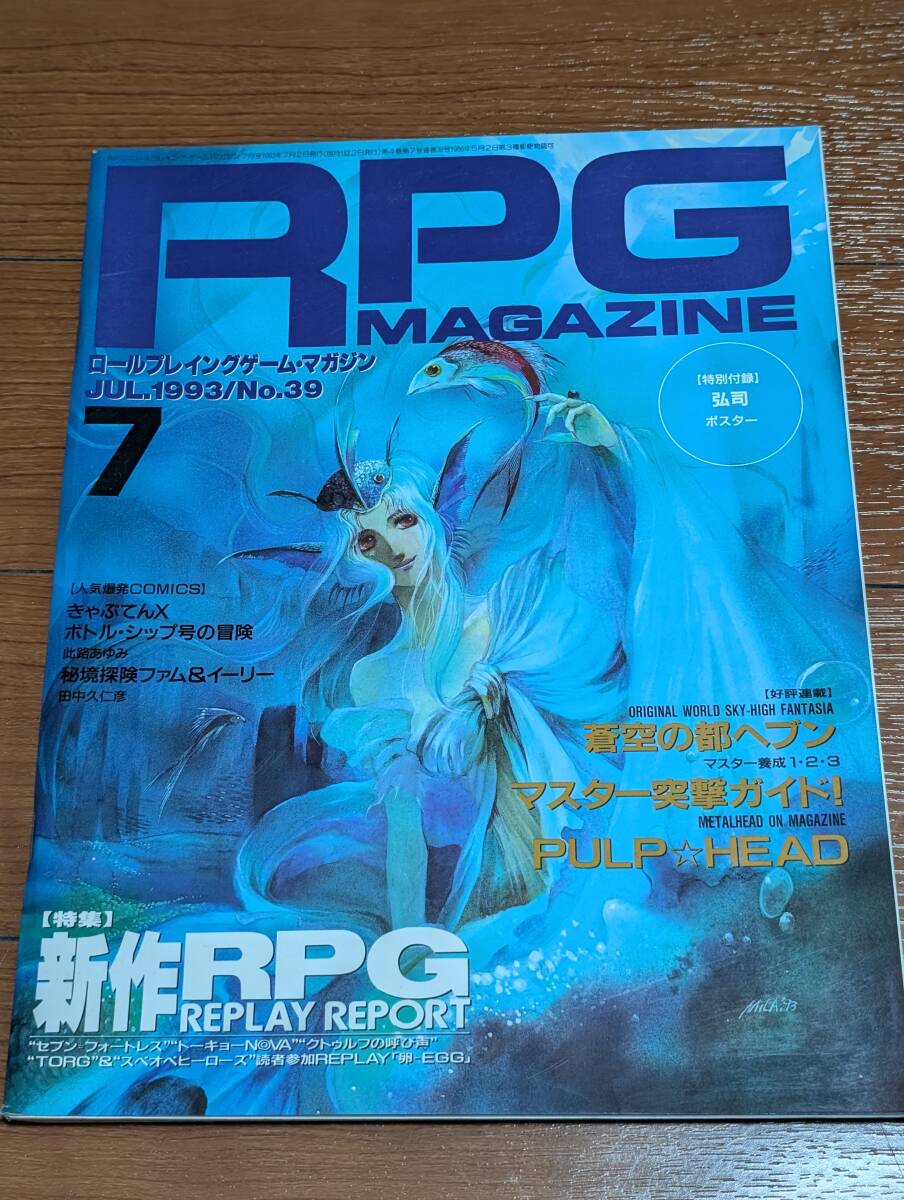 RPG
MAGAZINE
ロールプレイングゲーム・マガジン
JUL.1993/No.39
7
【特別付録】
弘司
ポスター
【人気爆発COMICS】
きゃぷてんX
ボトル・シップ号の冒険
此路あゆみ
秘境探険ファム&イーリー
田中久仁彦
【好評連載】
ORIGINAL WORLD SKY-HIGH FANTASIA
蒼空の都ヘブン
マスター養成1・2・3
マスター突撃ガイド!
METALHEAD ON MAGAZINE
PULP☆HEAD
【特集】
新作RPG
REPLAY REPORT
“セブン=フォートレス”“トーキョーN◎VA”“クトゥルフの呼び声”
“TORG”&“スペオペヒーローズ”読者参加REPLAY「卵-EGG」
MiLA.'93